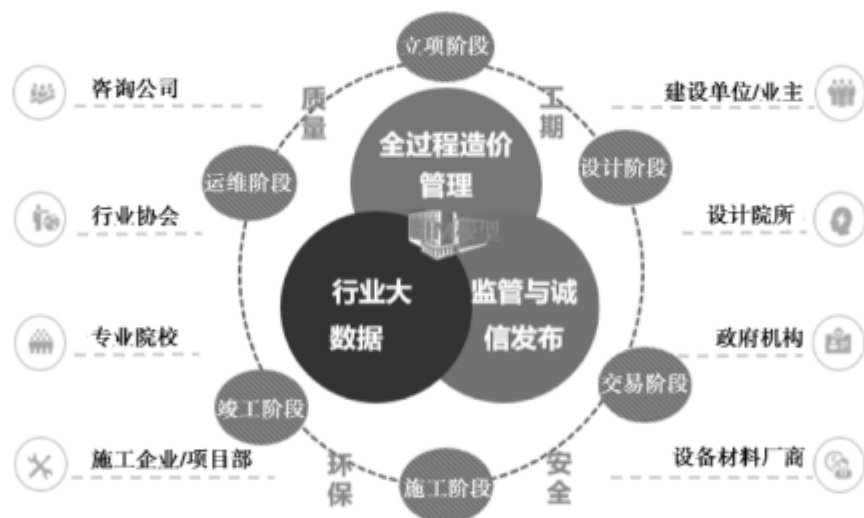 立项阶段
咨询公司
质量
工期
建设单位/业主
全过程造价
管理
运维阶段
设计阶段
行业协会
设计院所
行业大
数据
监管与诚
信发布
专业院校
政府机构
竣工阶段
交易阶段
施工企业/项目部
环保
施工阶段
安全
设备材料厂商